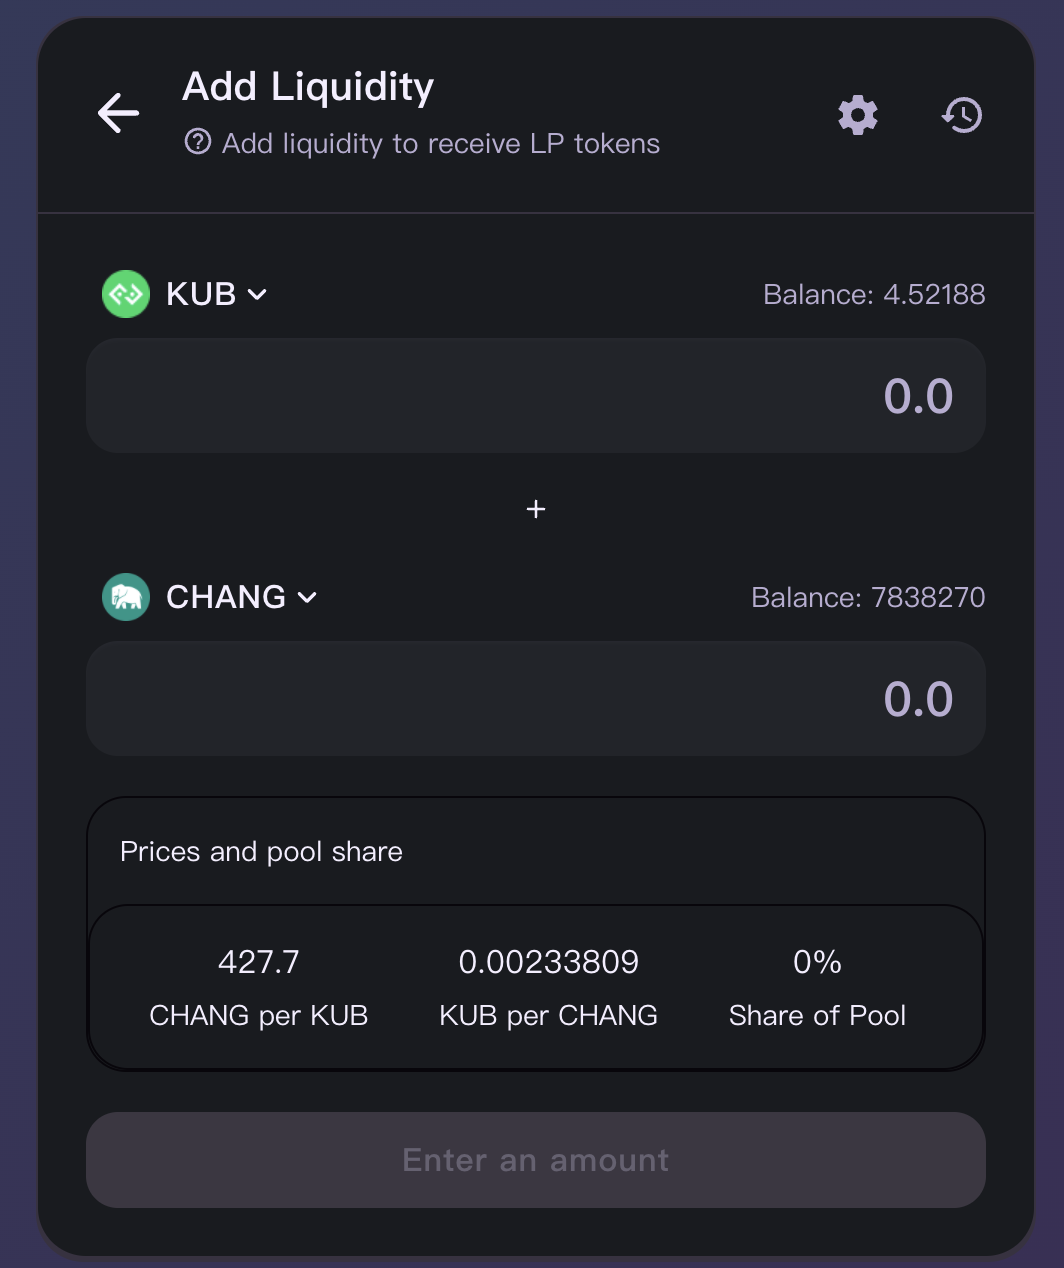 Add Liquidity
Add liquidity to receive LP tokens
KUB
Balance: 4.52188
0.0
+
CHANG
Balance: 7838270
0.0
Prices and pool share
427.7 0.00233809 0%
CHANG per KUB KUB per CHANG Share of Pool
Enter an amount